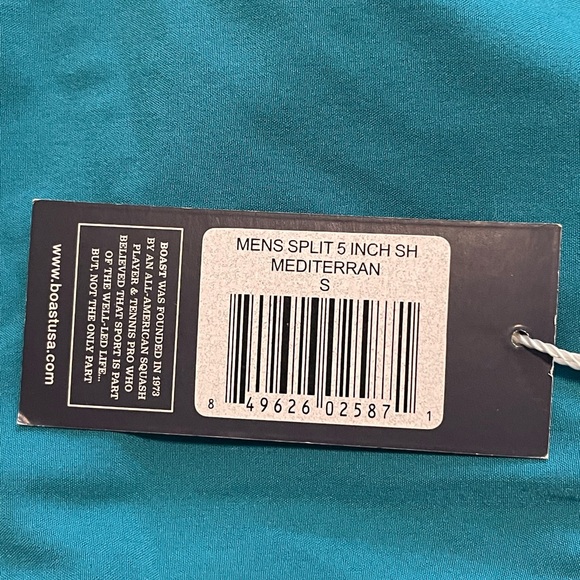 MENS SPLIT 5 INCH SH
MEDITERRAN
S
8 49626 02587 1
BOAST WAS FOUNDED IN 1973
BY AN ALL-AMERICAN SQUASH
PLAYER & TENNIS PRO WHO
BELIEVED THAT SPORT IS PART
OF THE WELL-LED LIFE...
BUT, NOT THE ONLY PART
www.boastusa.com